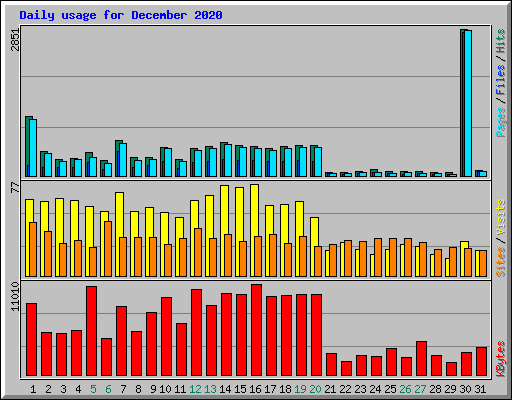 Daily usage for December 2020
2851
Pages / Files / Hits
77
Sites / Visits
11010
KBytes
1 2 3 4 5 6 7 8 9 10 11 12 13 14 15 16 17 18 19 20 21 22 23 24 25 26 27 28 29 30 31